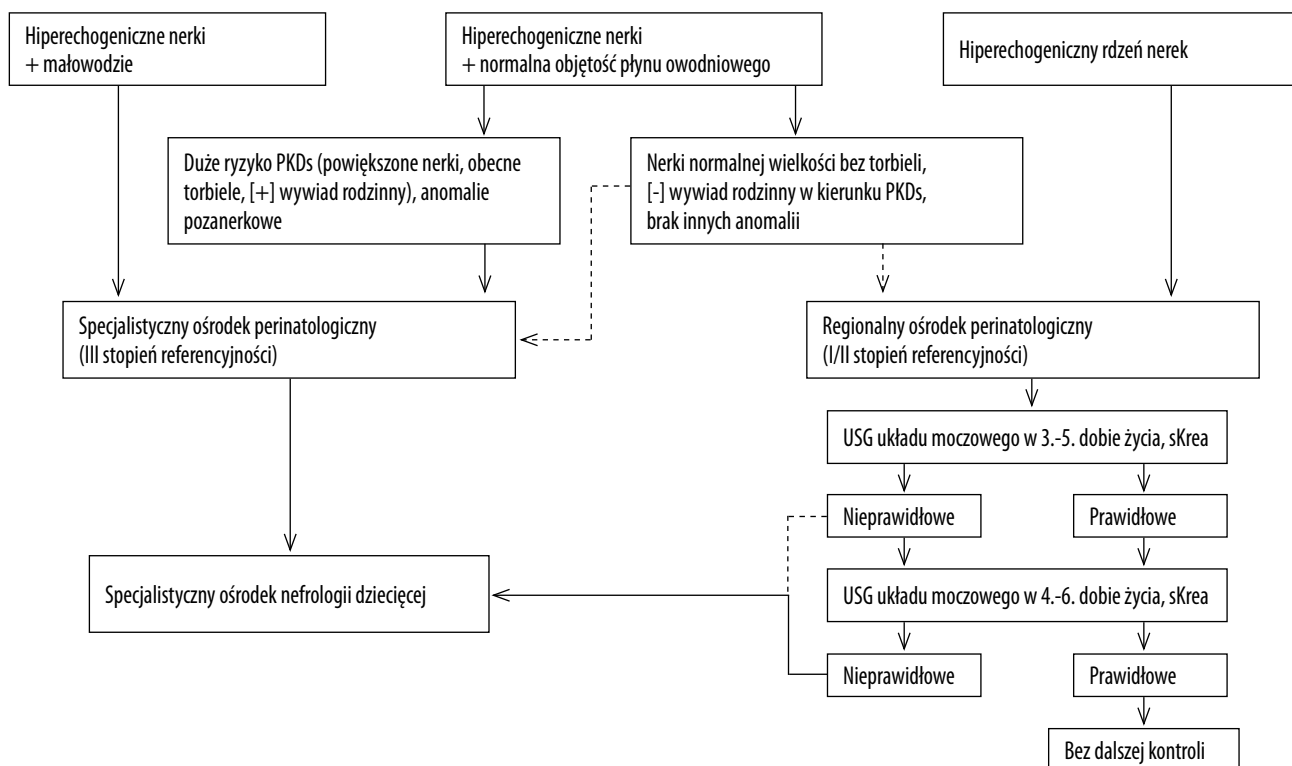 Hiperechogeniczne nerki
+ małowodzie
Hiperechogeniczne nerki
+ normalna objętość płynu owodniowego
Hiperechogeniczny rdzeń nerek
Duże ryzyko PKDs (powiększone nerki, obecne
torbiele, [+] wywiad rodzinny), anomalie
pozanerkowe
Nerki normalnej wielkości bez torbieli,
[-] wywiad rodzinny w kierunku PKDs,
brak innych anomalii
Specjalistyczny ośrodek perinatologiczny
(III stopień referencyjności)
Regionalny ośrodek perinatologiczny
(I/II stopień referencyjności)
USG układu moczowego w 3.-5. dobie życia, sKrea
Nieprawidłowe
Prawidłowe
Specjalistyczny ośrodek nefrologii dziecięcej
USG układu moczowego w 4.-6. dobie życia, sKrea
Nieprawidłowe
Prawidłowe
Bez dalszej kontroli